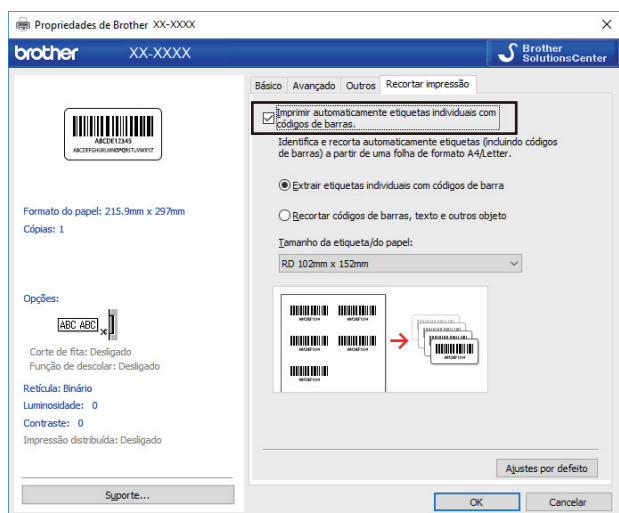 Propriedades de Brother XX-XXXX
brother XX-XXXX
Brother
SolutionsCenter
Básico Avançado Outros Recortar impressão
Imprimir automaticamente etiquetas individuais com
códigos de barras.
Identifica e recorta automaticamente etiquetas (incluindo códigos
de barras) a partir de uma folha de formato A4/Letter.
Extrair etiquetas individuais com códigos de barra
Recortar códigos de barras, texto e outros objeto
Tamanho da etiqueta/do papel:
RD 102mm x 152mm
ABCDE12345
Formato do papel: 215.9mm x 297mm
Cópias: 1
Opções:
ABC ABC
Corte de fita: Desligado
Função de descolar: Desligado
Retícula: Binário
Luminosidade: 0
Contraste: 0
Impressão distribuída: Desligado
Suporte...
Ajustes por defeito
OK Cancelar